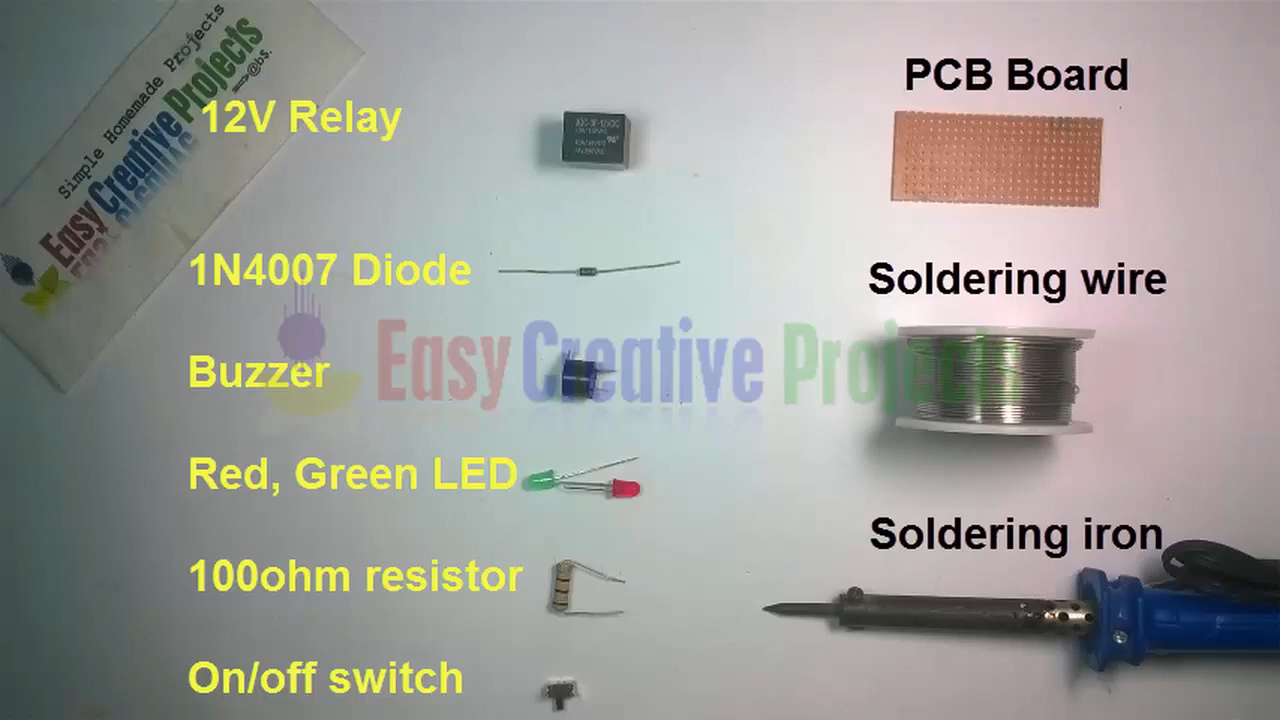 Simple Homemade Projects
Easy Creative Projects
12V Relay
1N4007 Diode
Buzzer
Red, Green LED
100ohm resistor
On/off switch
PCB Board
Soldering wire
Soldering iron
Easy Creative Projects